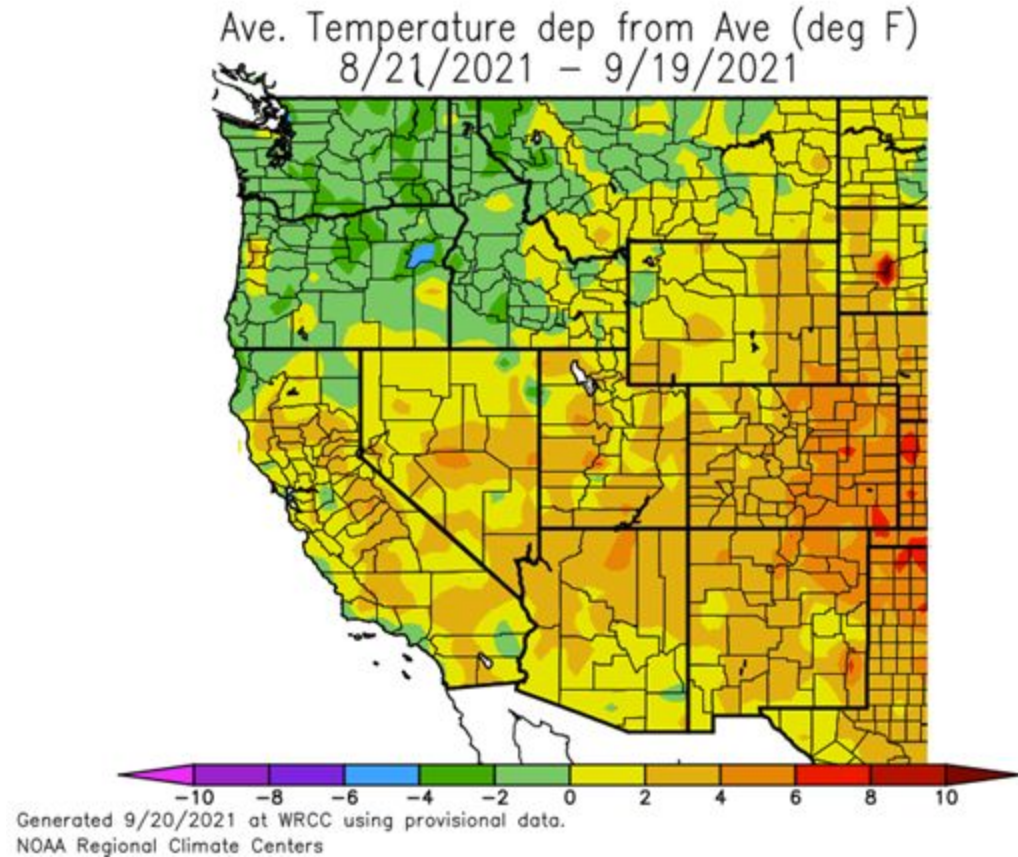 Ave. Temperature dep from Ave (deg F)
8/21/2021 – 9/19/2021
-10 -8 -6 -4 -2 0 2 4 6 8 10
Generated 9/20/2021 at WRCC using provisional data.
NOAA Regional Climate Centers